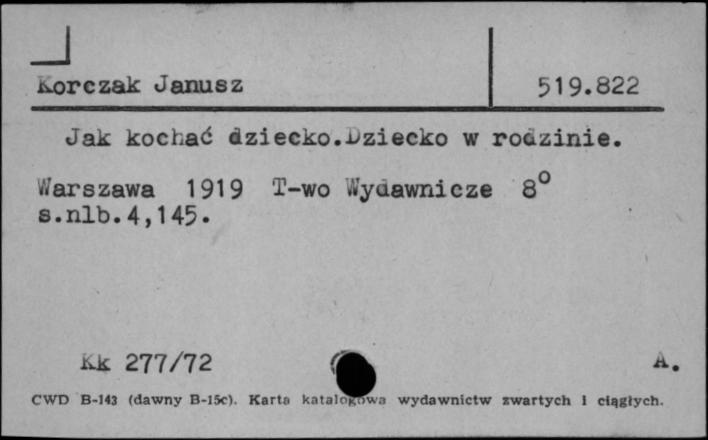 Korczak Janusz 519.822
Jak kochać dziecko.Dziecko w rodzinie.
Warszawa 1919 T-wo Wydawnicze 8°
s.nlb.4,145.
Kk 277/72 A.
CWD B-143 (dawny B-15c). Karta katalogowa wydawnictw zwartych i ciągłych.